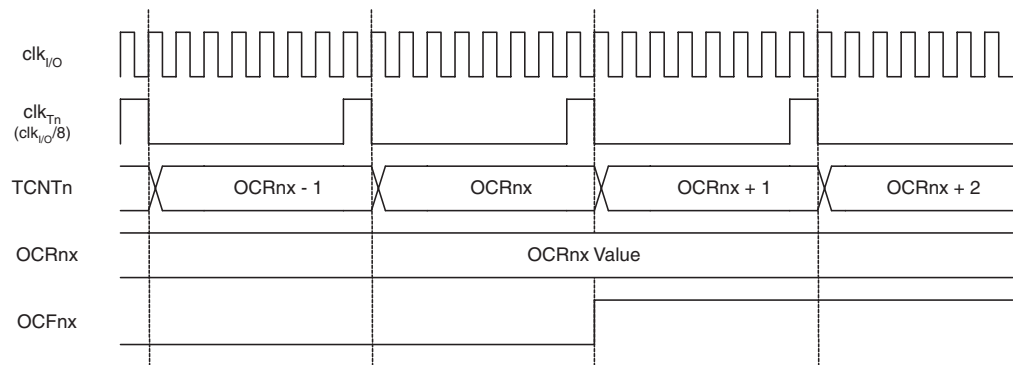 clkI/O
clkTn
(clkI/O/8)
TCNTn OCRnx - 1 OCRnx OCRnx + 1 OCRnx + 2
OCRnx OCRnx Value
OCFnx